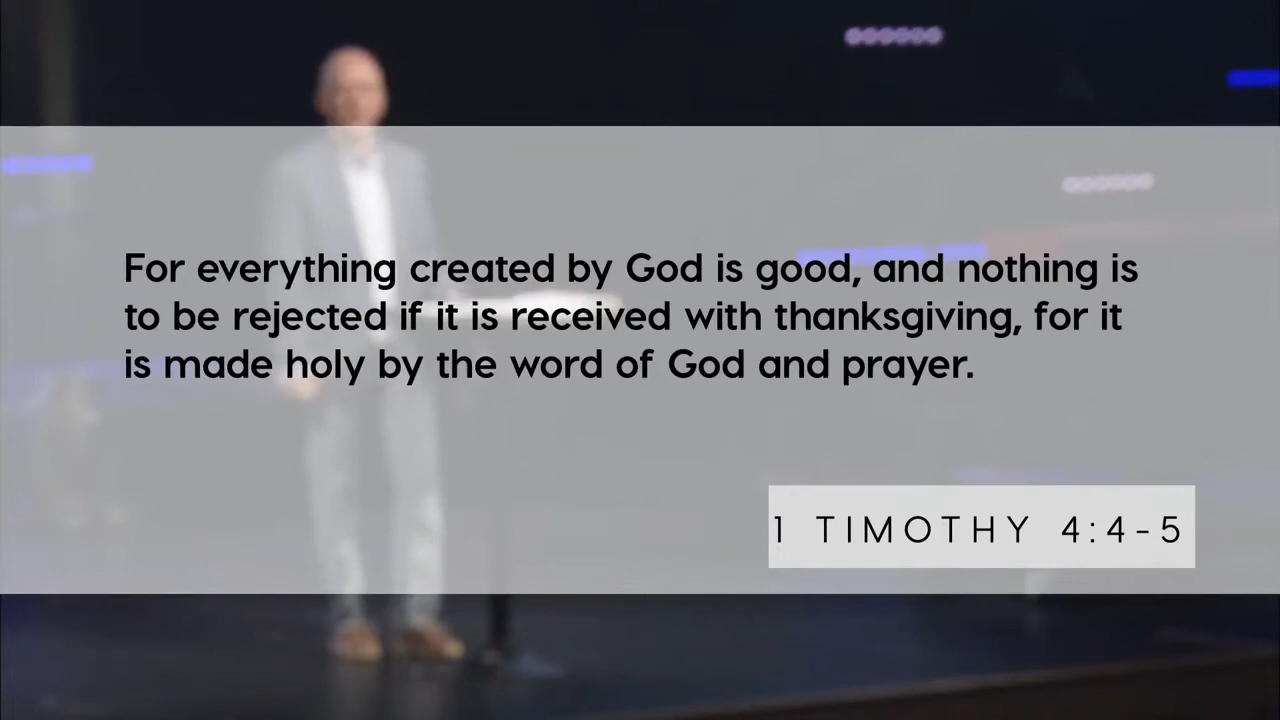 For everything created by God is good, and nothing is
to be rejected if it is received with thanksgiving, for it
is made holy by the word of God and prayer.
1 TIMOTHY 4:4-5